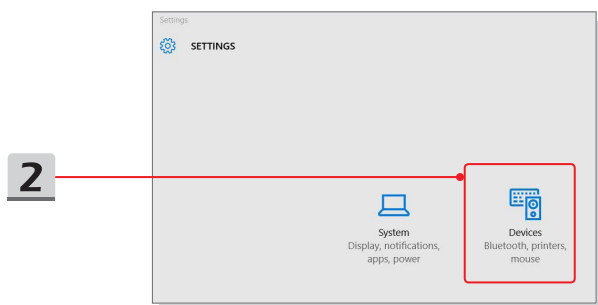 Settings
SETTINGS
2
System
Display, notifications,
apps, power
Devices
Bluetooth, printers,
mouse